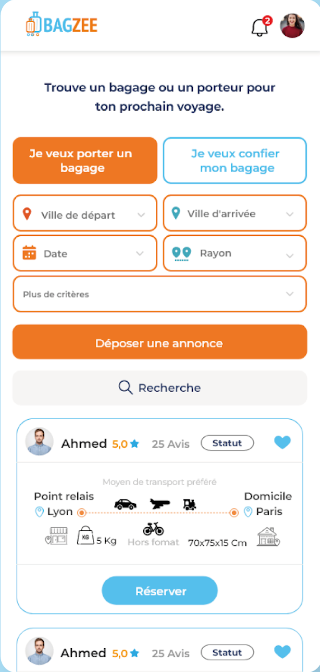 BAGZEE
2
Trouve un bagage ou un porteur pour
ton prochain voyage.
Je veux porter un
bagage
Je veux confier
mon bagage
Ville de départ
Ville d'arrivée
Date
Rayon
Plus de critères
Déposer une annonce
Recherche
Ahmed 5,0 25 Avis Statut
Moyen de transport préféré
Point relais
Domicile
Lyon
Paris
KG
5 Kg
Hors fomat
70x75x15 Cm
Réserver
Ahmed 5,0 25 Avis Statut